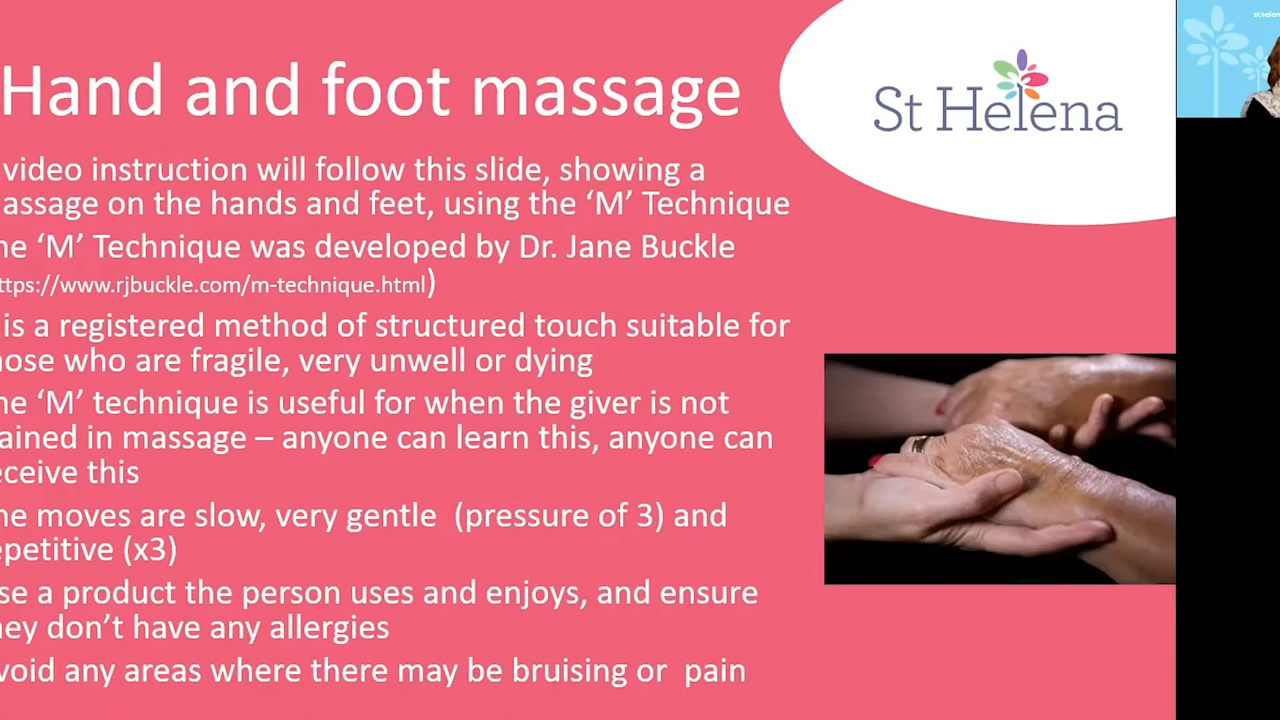 Hand and foot massage
St Helena
video instruction will follow this slide, showing a
assage on the hands and feet, using the ‘M’ Technique
he ‘M’ Technique was developed by Dr. Jane Buckle
ttps://www.rjbuckle.com/m-technique.html)
is a registered method of structured touch suitable for
hose who are fragile, very unwell or dying
he ‘M’ technique is useful for when the giver is not
ained in massage – anyone can learn this, anyone can
eceive this
he moves are slow, very gentle (pressure of 3) and
epetitive (x3)
se a product the person uses and enjoys, and ensure
hey don’t have any allergies
void any areas where there may be bruising or pain